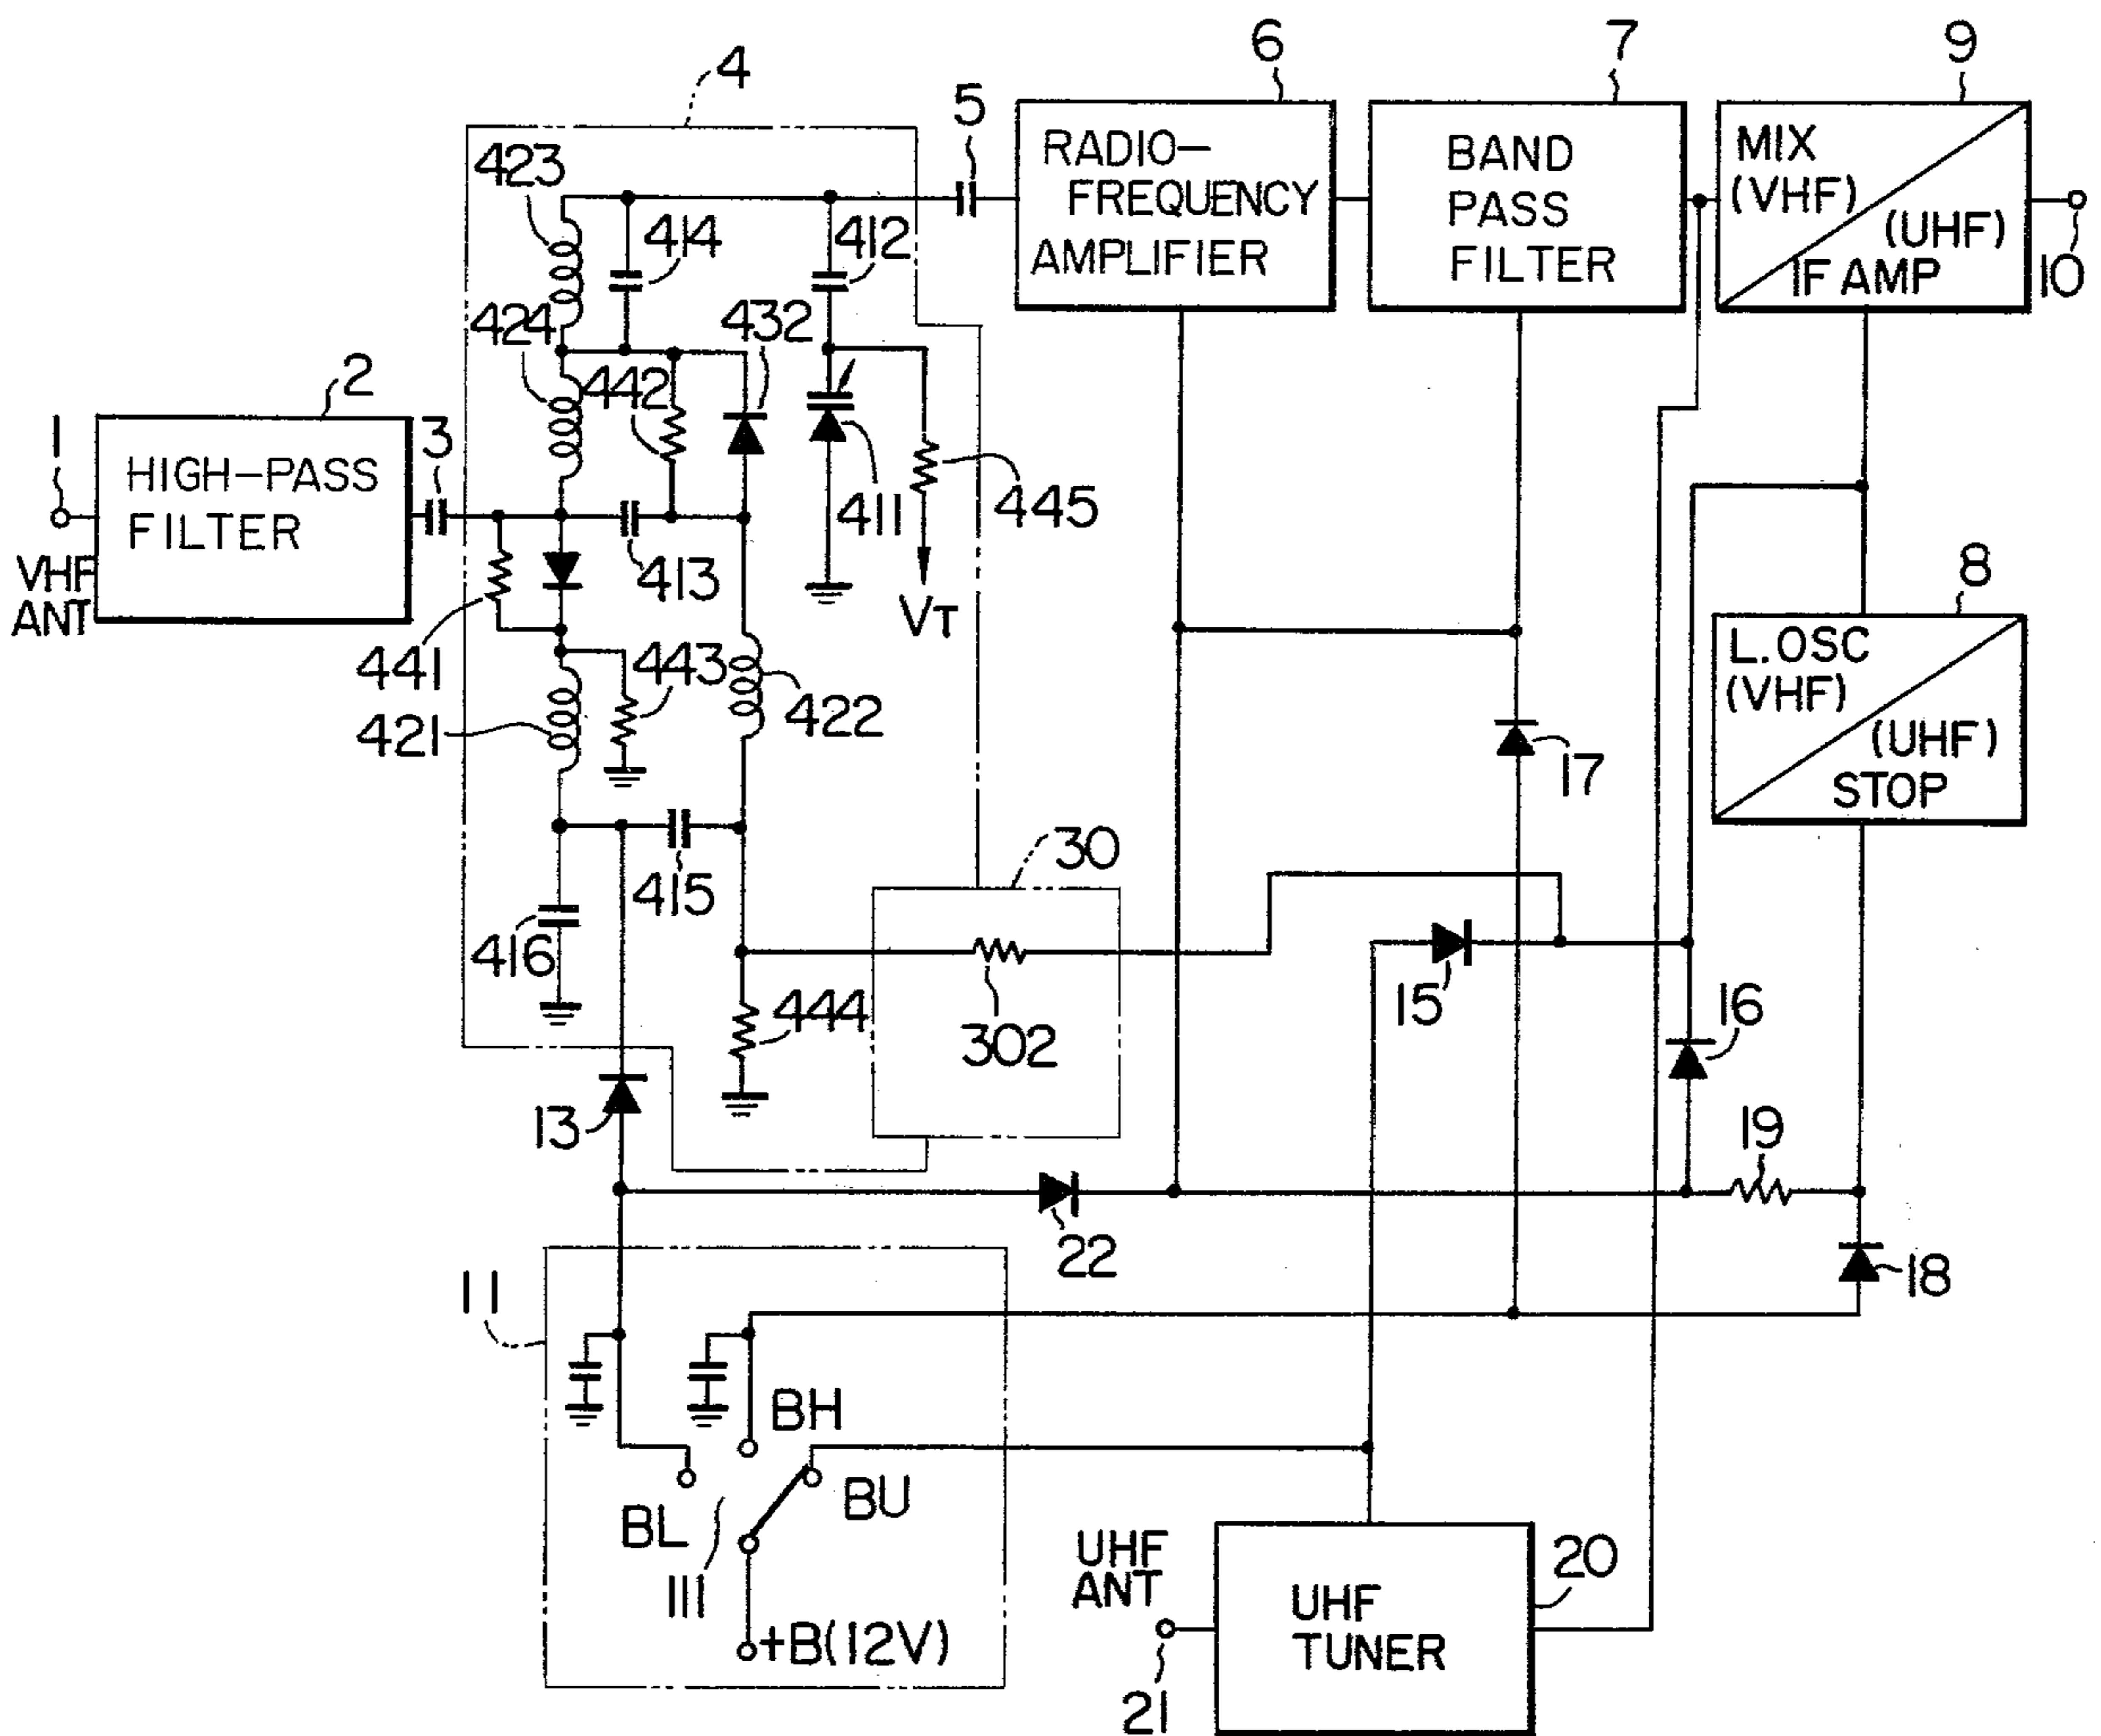 4
5
6
7
9
RADIO-
FREQUENCY
AMPLIFIER
BAND
PASS
FILTER
MIX
(VHF)
(UHF)
IF AMP
10
423
414
412
424
432
442
2
1
HIGH-PASS
FILTER
3
VHF
ANT
413
411
445
VT
8
L.OSC
(VHF)
(UHF)
STOP
441
443
421
422
17
415
30
416
444
302
15
16
13
19
22
18
11
BH
BL
BU
111
+B(12V)
UHF
ANT
21
UHF
TUNER
20